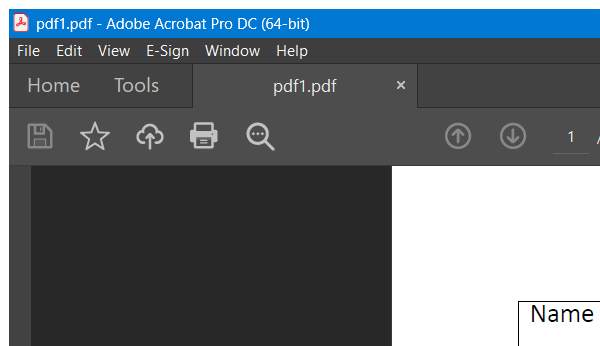 pdf1.pdf - Adobe Acrobat Pro DC (64-bit)
File Edit View E-Sign Window Help
Home Tools pdf1.pdf ×
1 /
Name